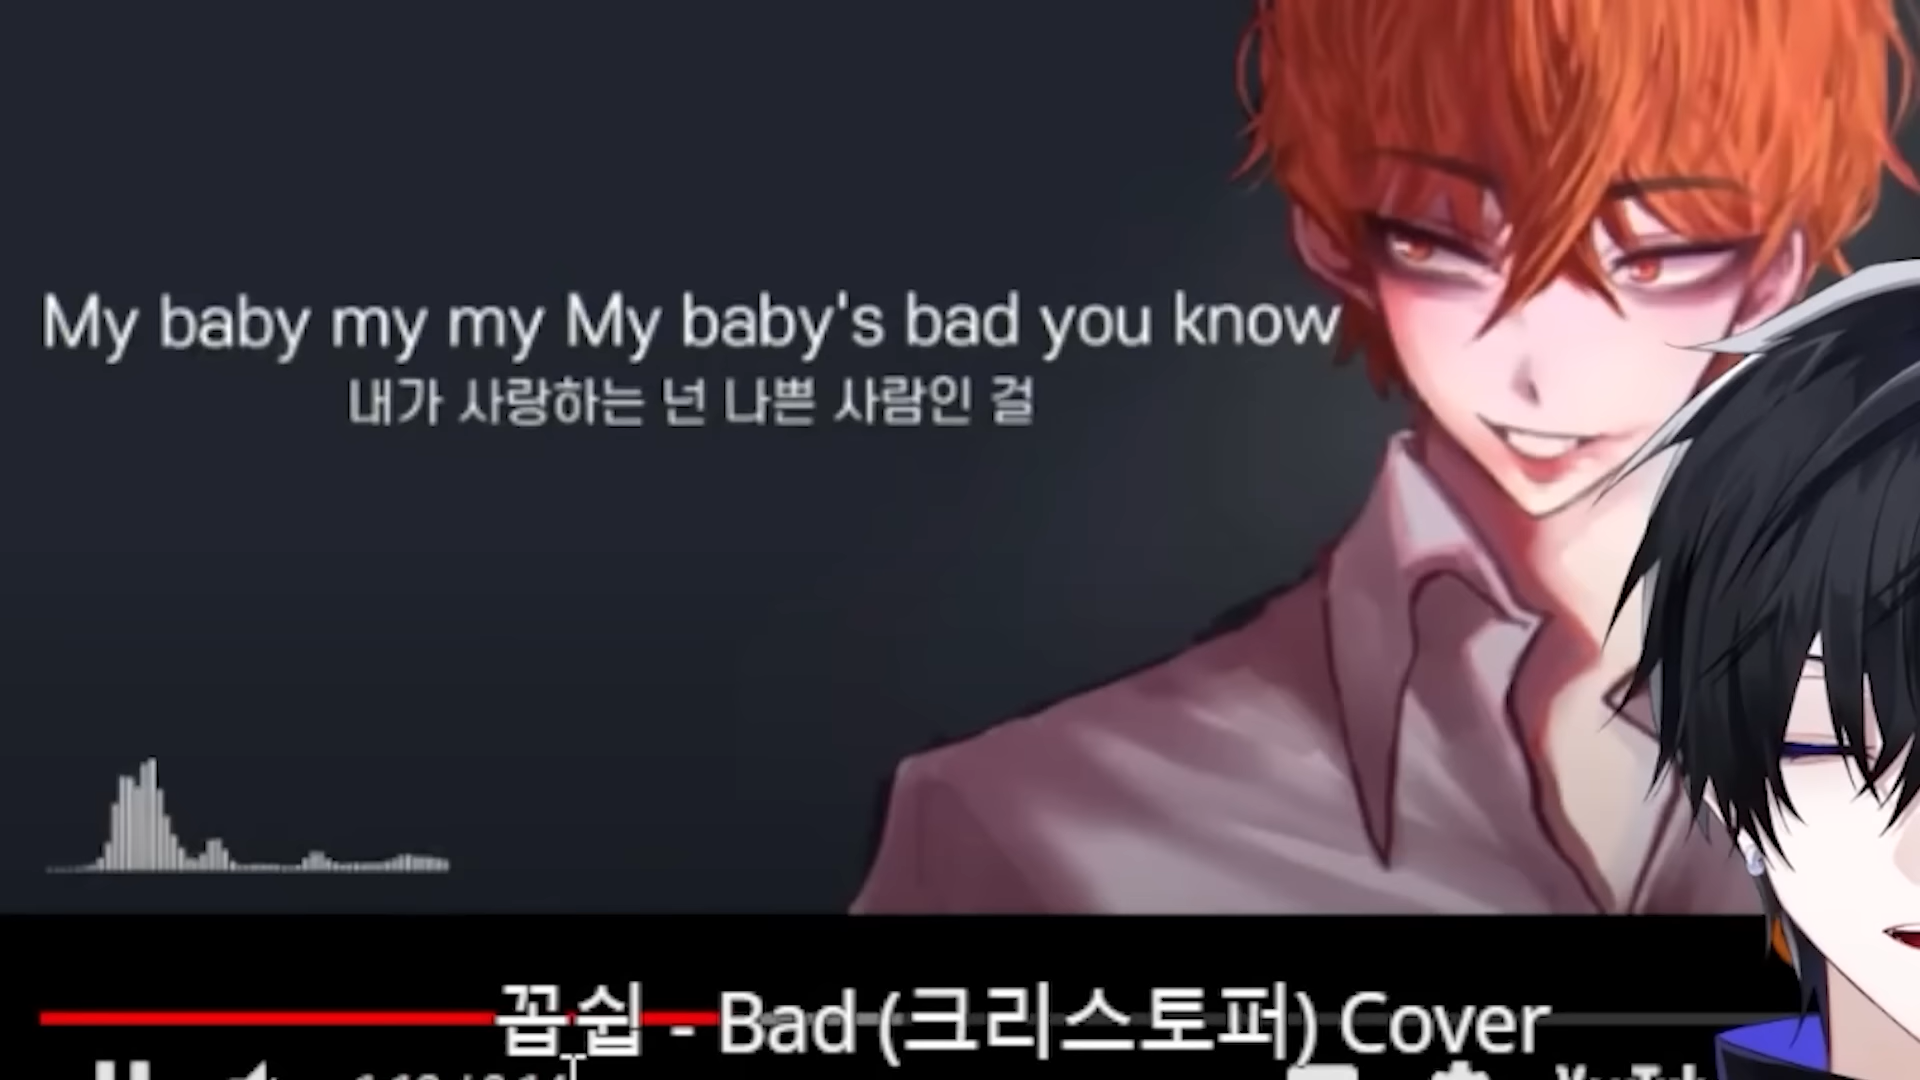 My baby my my My baby's bad you know
내가 사랑하는 넌 나쁜 사람인 걸
꼽쉽 - Bad (크리스토퍼) Cover